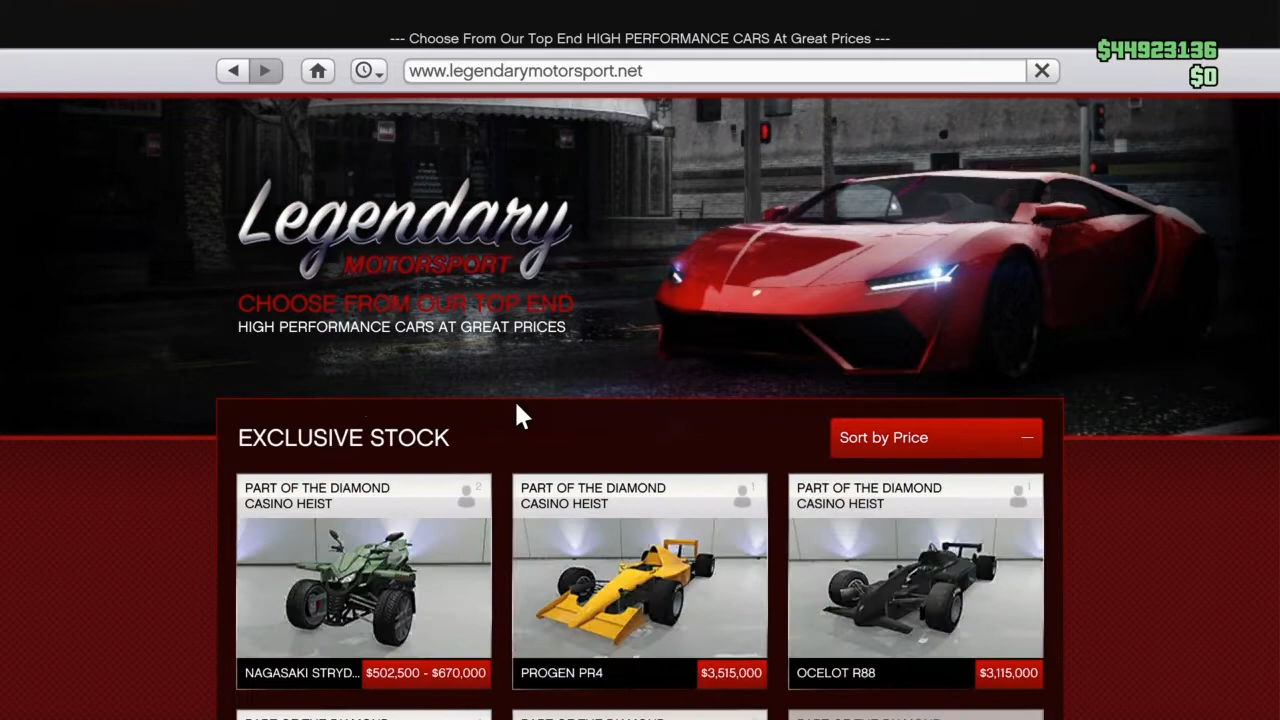 --- Choose From Our Top End HIGH PERFORMANCE CARS At Great Prices ---
$44923136
www.legendarymotorsport.net
$0
Legendary
MOTORSPORT
CHOOSE FROM OUR TOP END
HIGH PERFORMANCE CARS AT GREAT PRICES
EXCLUSIVE STOCK
Sort by Price
PART OF THE DIAMOND
CASINO HEIST
2
PART OF THE DIAMOND
CASINO HEIST
1
PART OF THE DIAMOND
CASINO HEIST
1
NAGASAKI STRYD... $502,500 - $670,000
PROGEN PR4 $3,515,000
OCELOT R88 $3,115,000